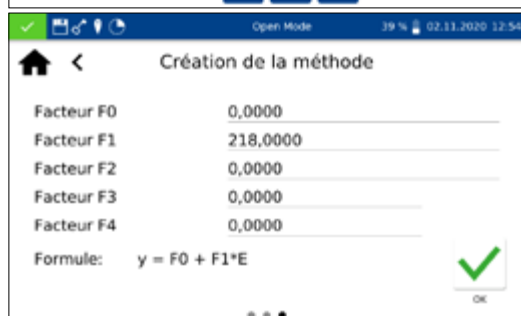 Open Mode 39 % 02.11.2020 12:54
Création de la méthode
Facteur F0 0,0000
Facteur F1 218,0000
Facteur F2 0,0000
Facteur F3 0,0000
Facteur F4 0,0000
Formule: y = F0 + F1*E
OK